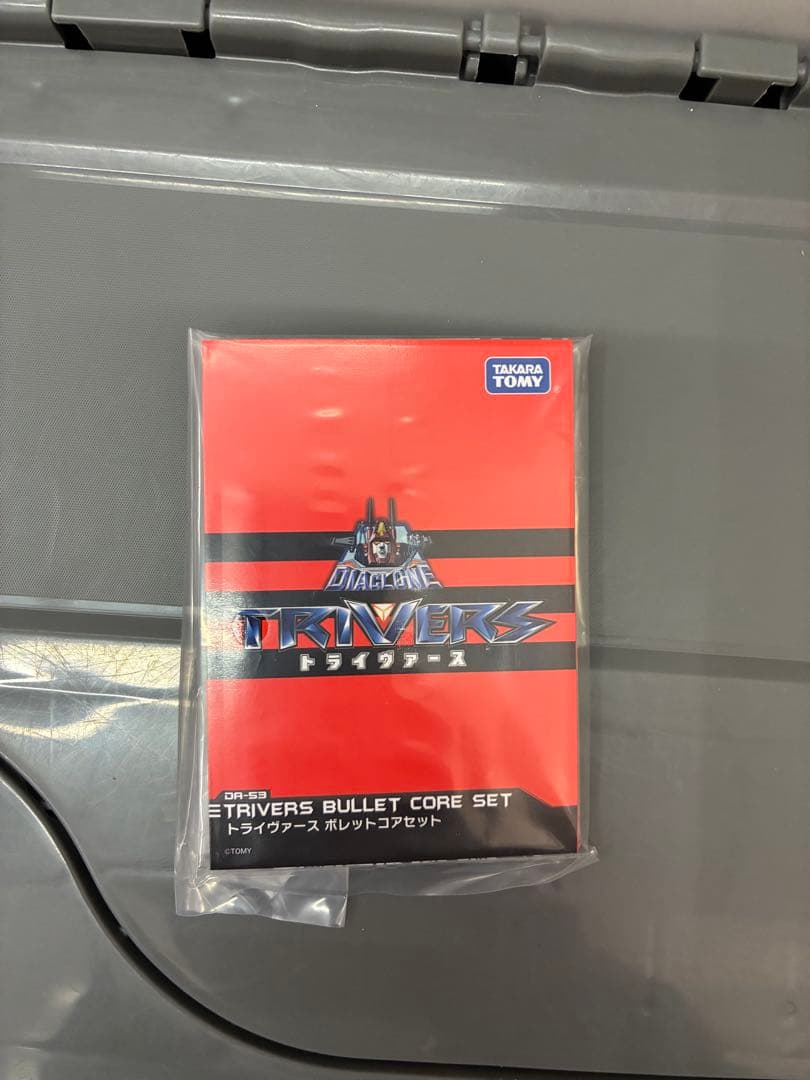 TAKARA
TOMY
DIACLONE
TRIVERS
トライヴァース
DA-53
TRIVERS BULLET CORE SET
トライヴァース ボレットコアセット
©TOMY